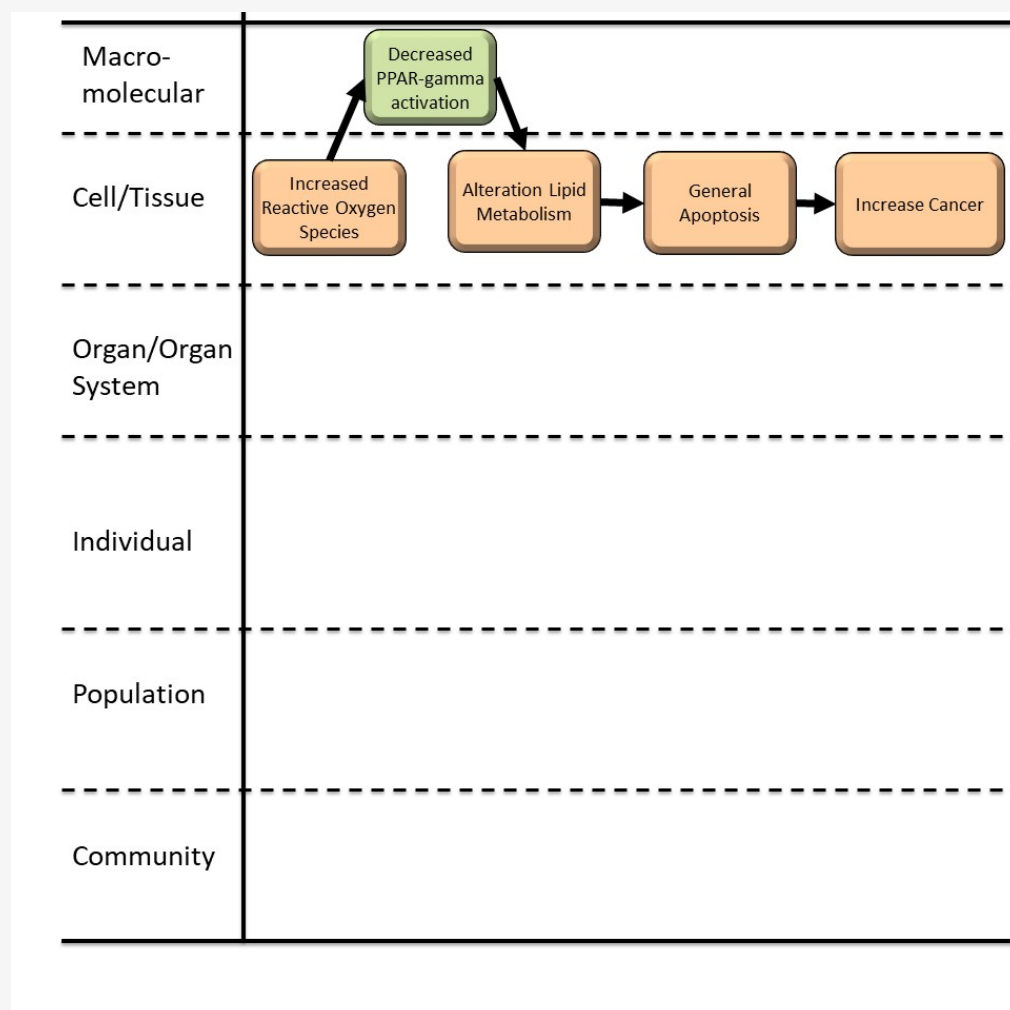 Macro-
molecular
Decreased
PPAR-gamma
activation
Cell/Tissue
Increased
Reactive Oxygen
Species
Alteration Lipid
Metabolism
General
Apoptosis
Increase Cancer
Organ/Organ
System
Individual
Population
Community